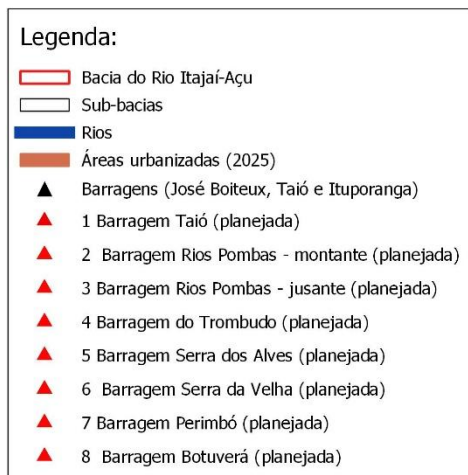 Legenda:
Bacia do Rio Itajaí-Açu
Sub-bacias
Rios
Áreas urbanizadas (2025)
Barragens (José Boiteux, Taió e Ituporanga)
1 Barragem Taió (planejada)
2 Barragem Rios Pombas - montante (planejada)
3 Barragem Rios Pombas - jusante (planejada)
4 Barragem do Trombudo (planejada)
5 Barragem Serra dos Alves (planejada)
6 Barragem Serra da Velha (planejada)
7 Barragem Perimbó (planejada)
8 Barragem Botuverá (planejada)